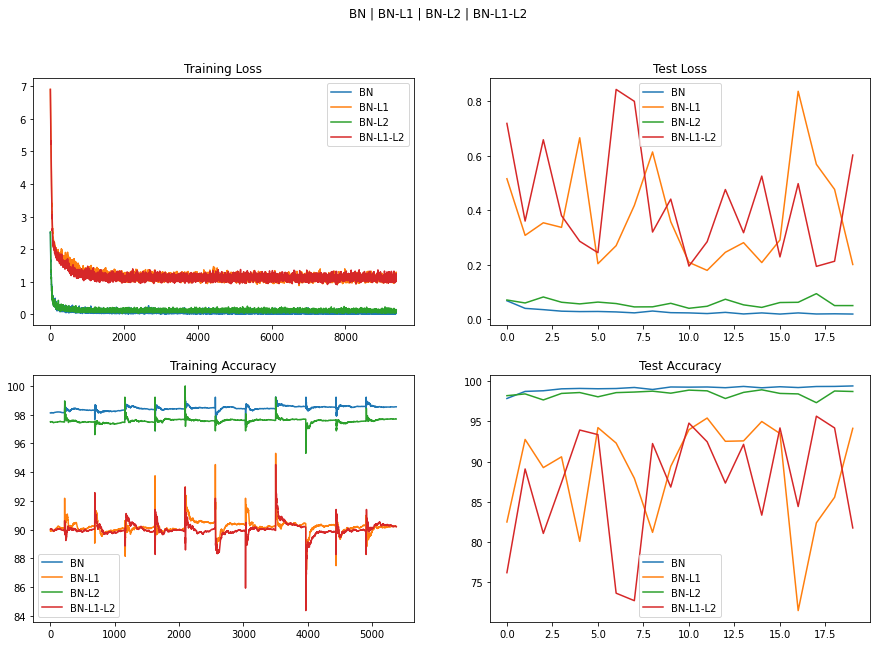 BN | BN-L1 | BN-L2 | BN-L1-L2
Training Loss
7
6
5
4
3
2
1
0
0 2000 4000 6000 8000
BN
BN-L1
BN-L2
BN-L1-L2
Test Loss
0.8
0.6
0.4
0.2
0.0
0.0 2.5 5.0 7.5 10.0 12.5 15.0 17.5
BN
BN-L1
BN-L2
BN-L1-L2
Training Accuracy
100
98
96
94
92
90
88
86
84
0 1000 2000 3000 4000 5000
BN
BN-L1
BN-L2
BN-L1-L2
Test Accuracy
100
95
90
85
80
75
0.0 2.5 5.0 7.5 10.0 12.5 15.0 17.5
BN
BN-L1
BN-L2
BN-L1-L2